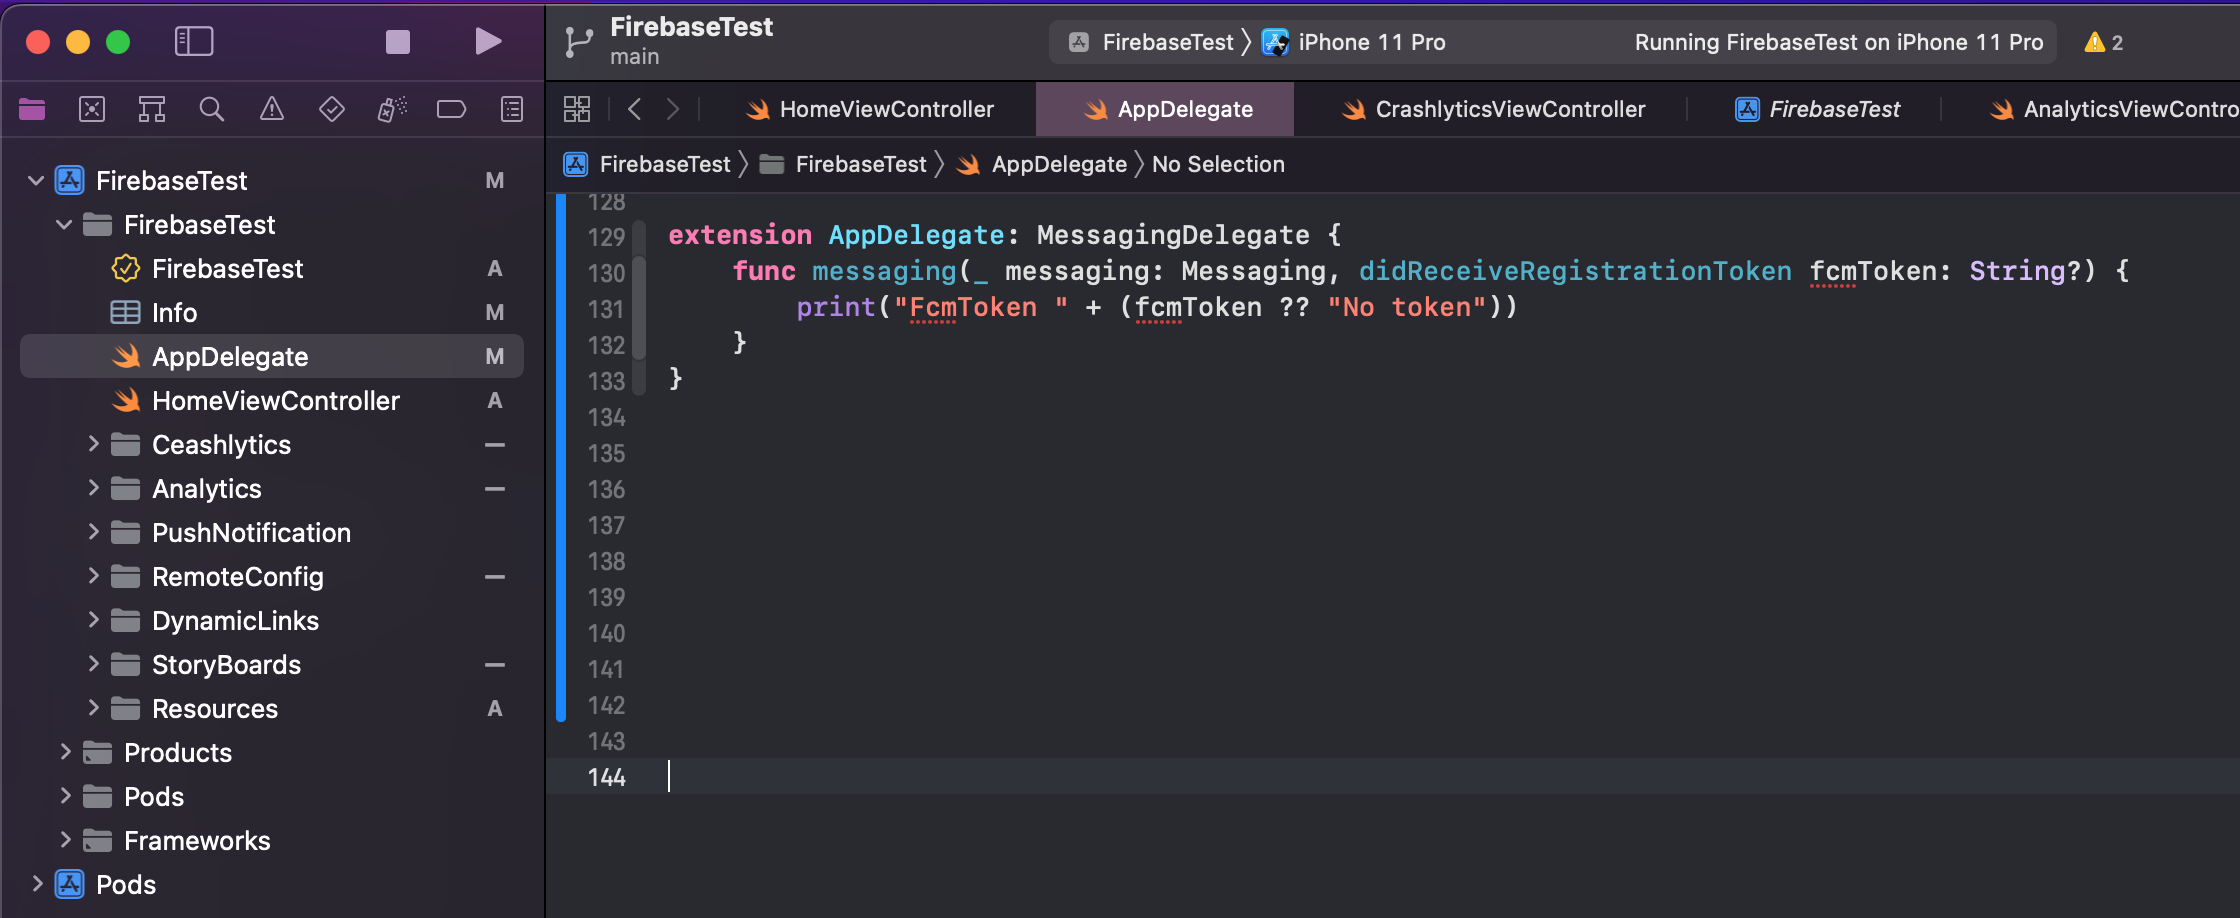 FirebaseTest
main
FirebaseTest iPhone 11 Pro
Running FirebaseTest on iPhone 11 Pro
2
HomeViewController
AppDelegate
CrashlyticsViewController
FirebaseTest
AnalyticsViewContro
FirebaseTest FirebaseTest AppDelegate No Selection
FirebaseTest M
FirebaseTest
FirebaseTest A
Info M
AppDelegate M
HomeViewController A
Ceashlytics
Analytics
PushNotification
RemoteConfig
DynamicLinks
StoryBoards
Resources A
Products
Pods
Frameworks
Pods
128
129 extension AppDelegate: MessagingDelegate {
130 func messaging(_ messaging: Messaging, didReceiveRegistrationToken fcmToken: String?) {
131 print("FcmToken " + (fcmToken ?? "No token"))
132 }
133 }
134
135
136
137
138
139
140
141
142
143
144